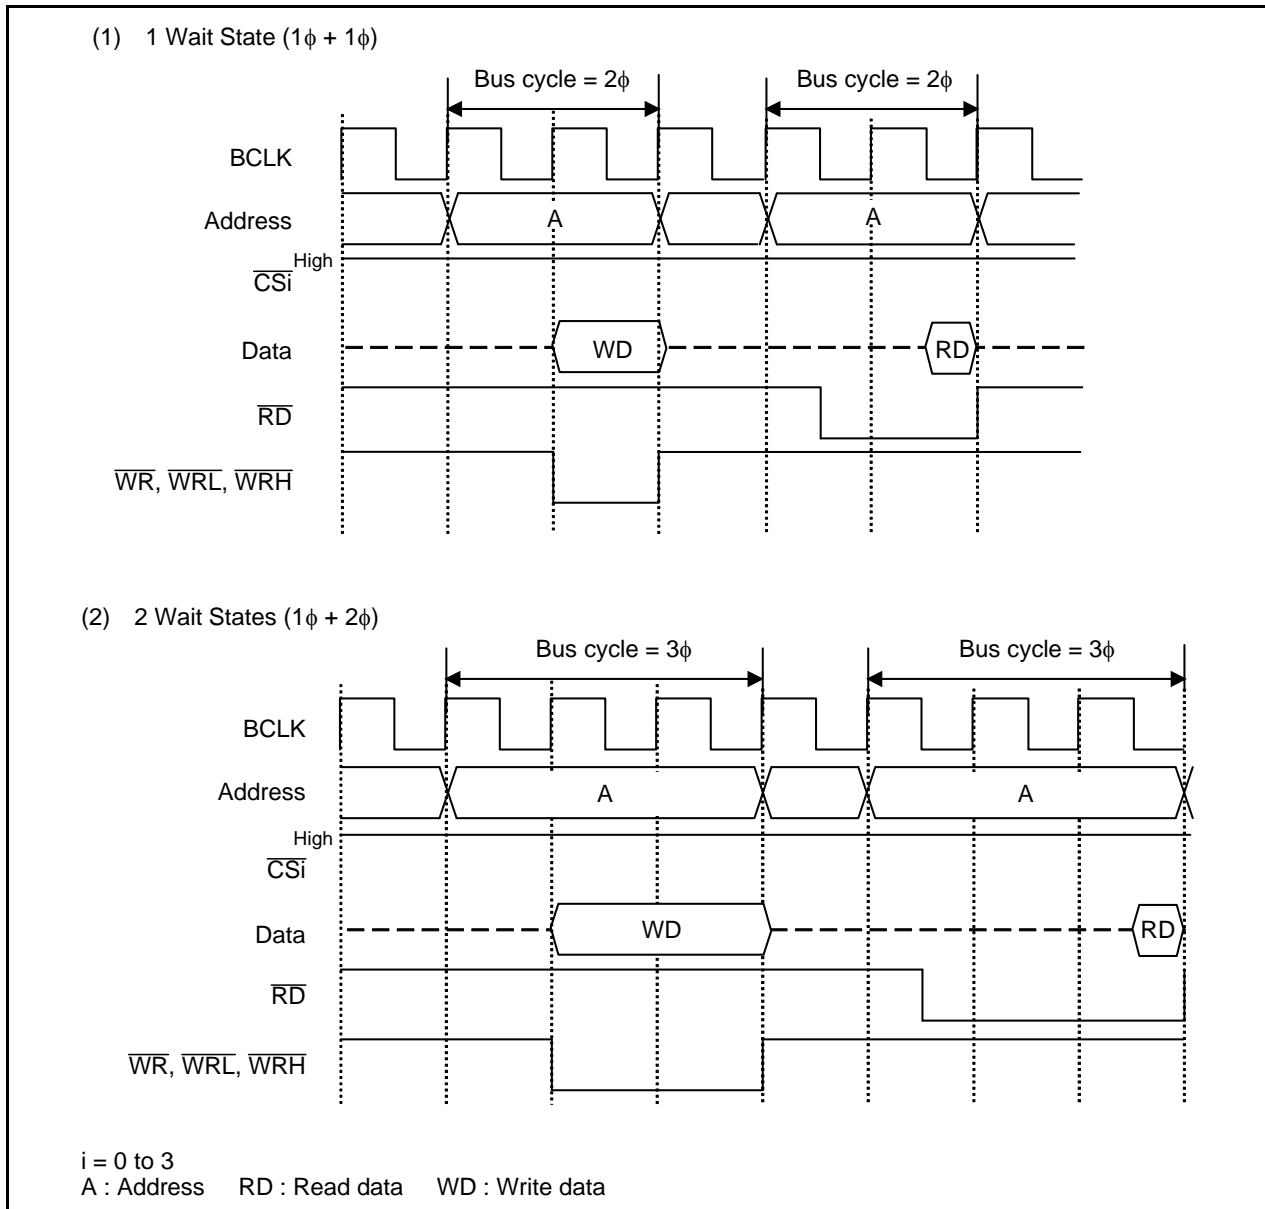 (1) 1 Wait State (1ϕ + 1ϕ)
Bus cycle = 2ϕ Bus cycle = 2ϕ
BCLK
Address A A
High
CSi
Data WD RD
RD
WR, WRL, WRH
(2) 2 Wait States (1ϕ + 2ϕ)
Bus cycle = 3ϕ Bus cycle = 3ϕ
BCLK
Address A A
High
CSi
Data WD RD
RD
WR, WRL, WRH
i = 0 to 3
A : Address RD : Read data WD : Write data